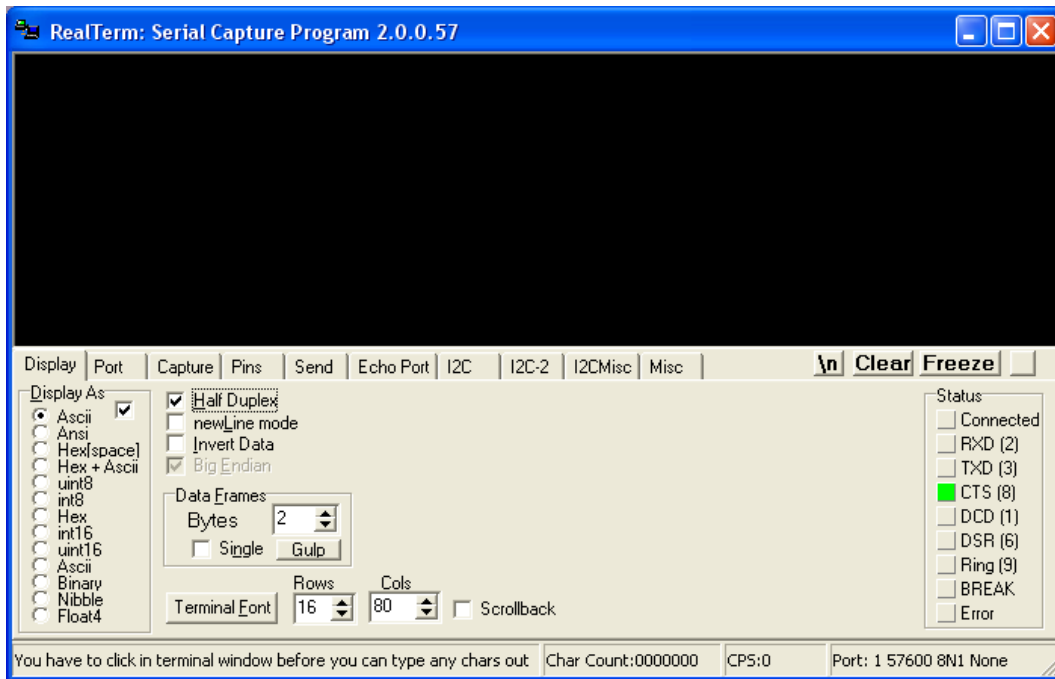 RealTerm: Serial Capture Program 2.0.0.57
Display Port Capture Pins Send Echo Port I2C I2C-2 I2CMisc Misc \n Clear Freeze
Display As
Ascii
Ansi
Hex[space]
Hex + Ascii
uint8
int8
Hex
int16
uint16
Ascii
Binary
Nibble
Float4
Half Duplex
newLine mode
Invert Data
Big Endian
Data Frames
Bytes 2
Single Gulp
Rows Cols
Terminal Font 16 80 Scrollback
Status
Connected
RXD (2)
TXD (3)
CTS (8)
DCD (1)
DSR (6)
Ring (9)
BREAK
Error
You have to click in terminal window before you can type any chars out Char Count:0000000 CPS:0 Port: 1 57600 8N1 None